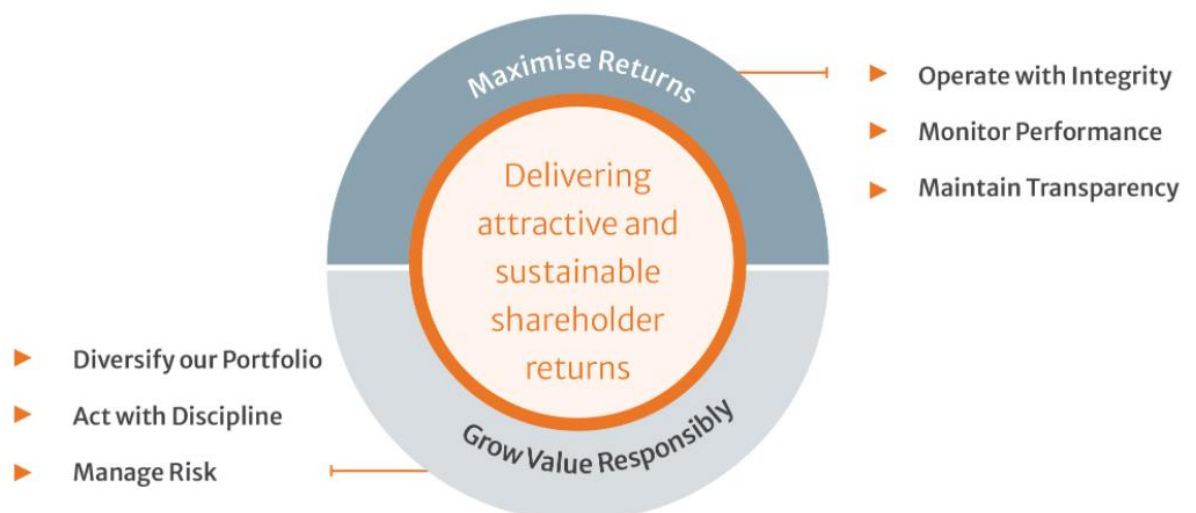 Maximise Returns
Operate with Integrity
Monitor Performance
Maintain Transparency
Delivering
attractive and
sustainable
shareholder
returns
Diversify our Portfolio
Act with Discipline
Manage Risk
Grow Value Responsibly